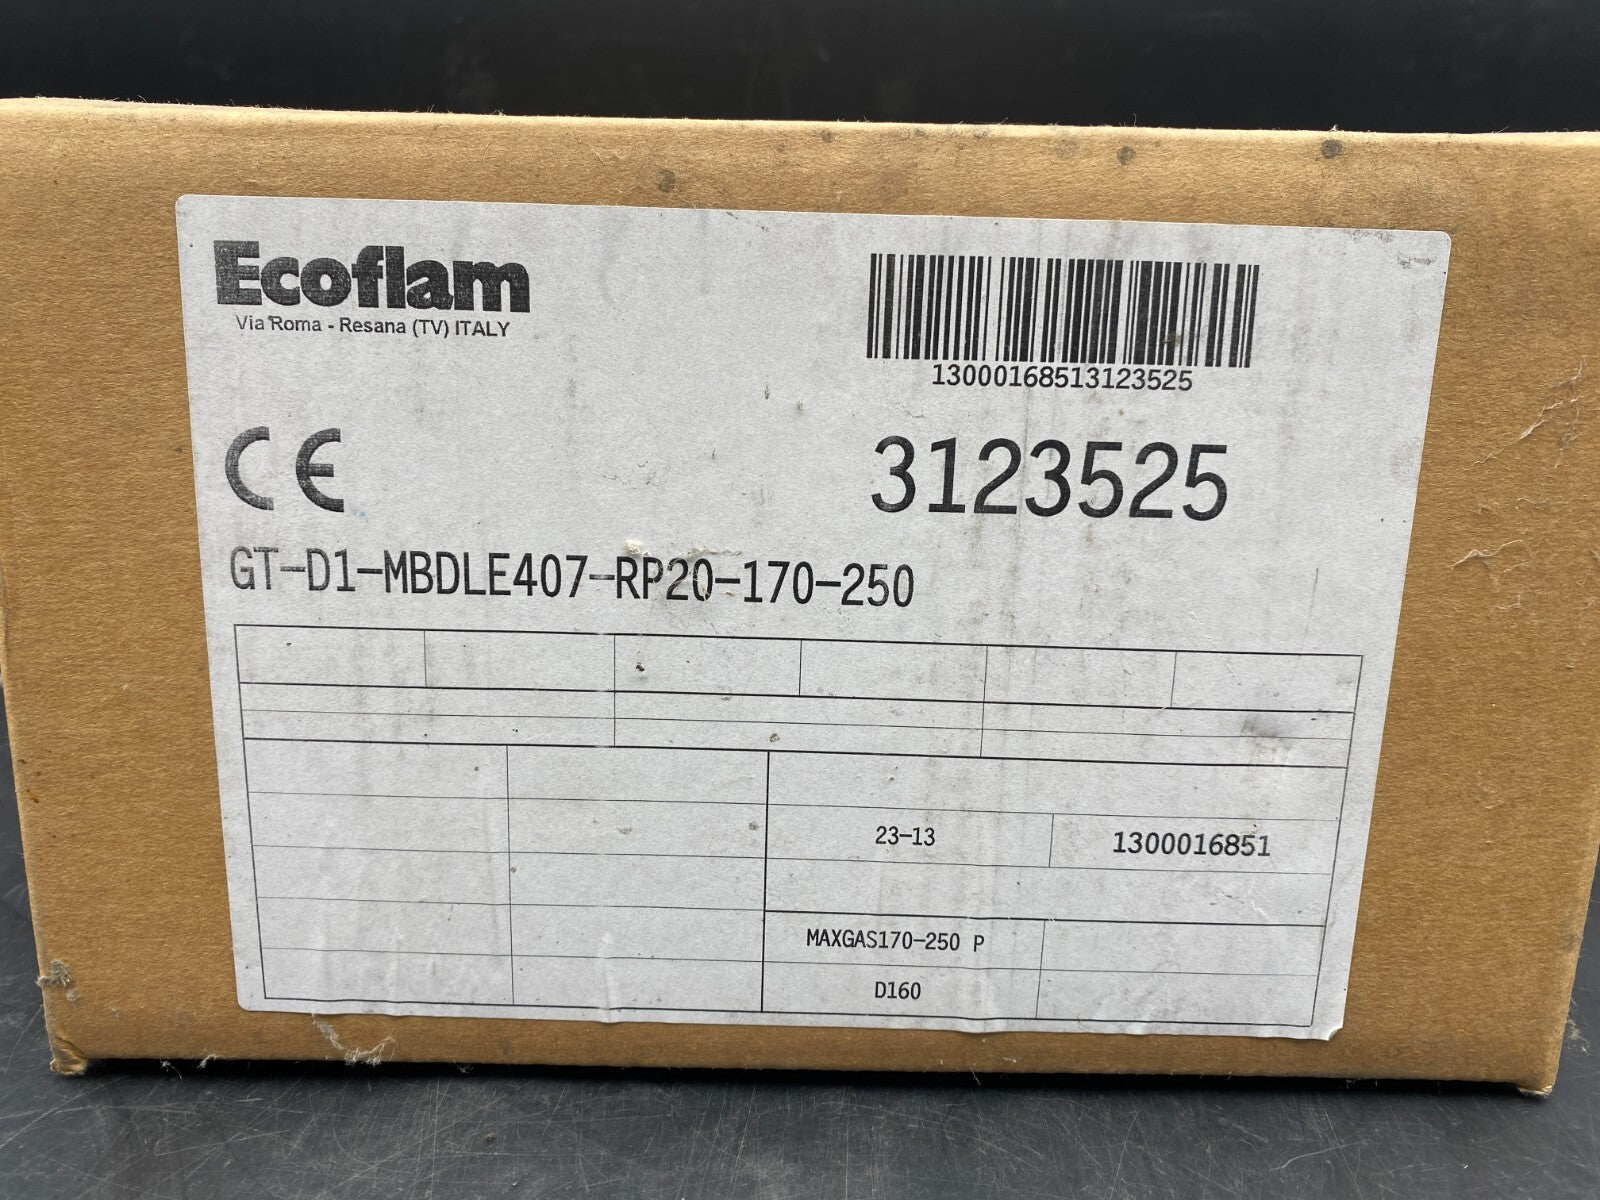 Ecoflam
Via Roma - Resana (TV) ITALY
13000168513123525
CE
3123525
GT-D1-MBDLE407-RP20-170-250
23-13 1300016851
MAXGAS170-250 P
D160